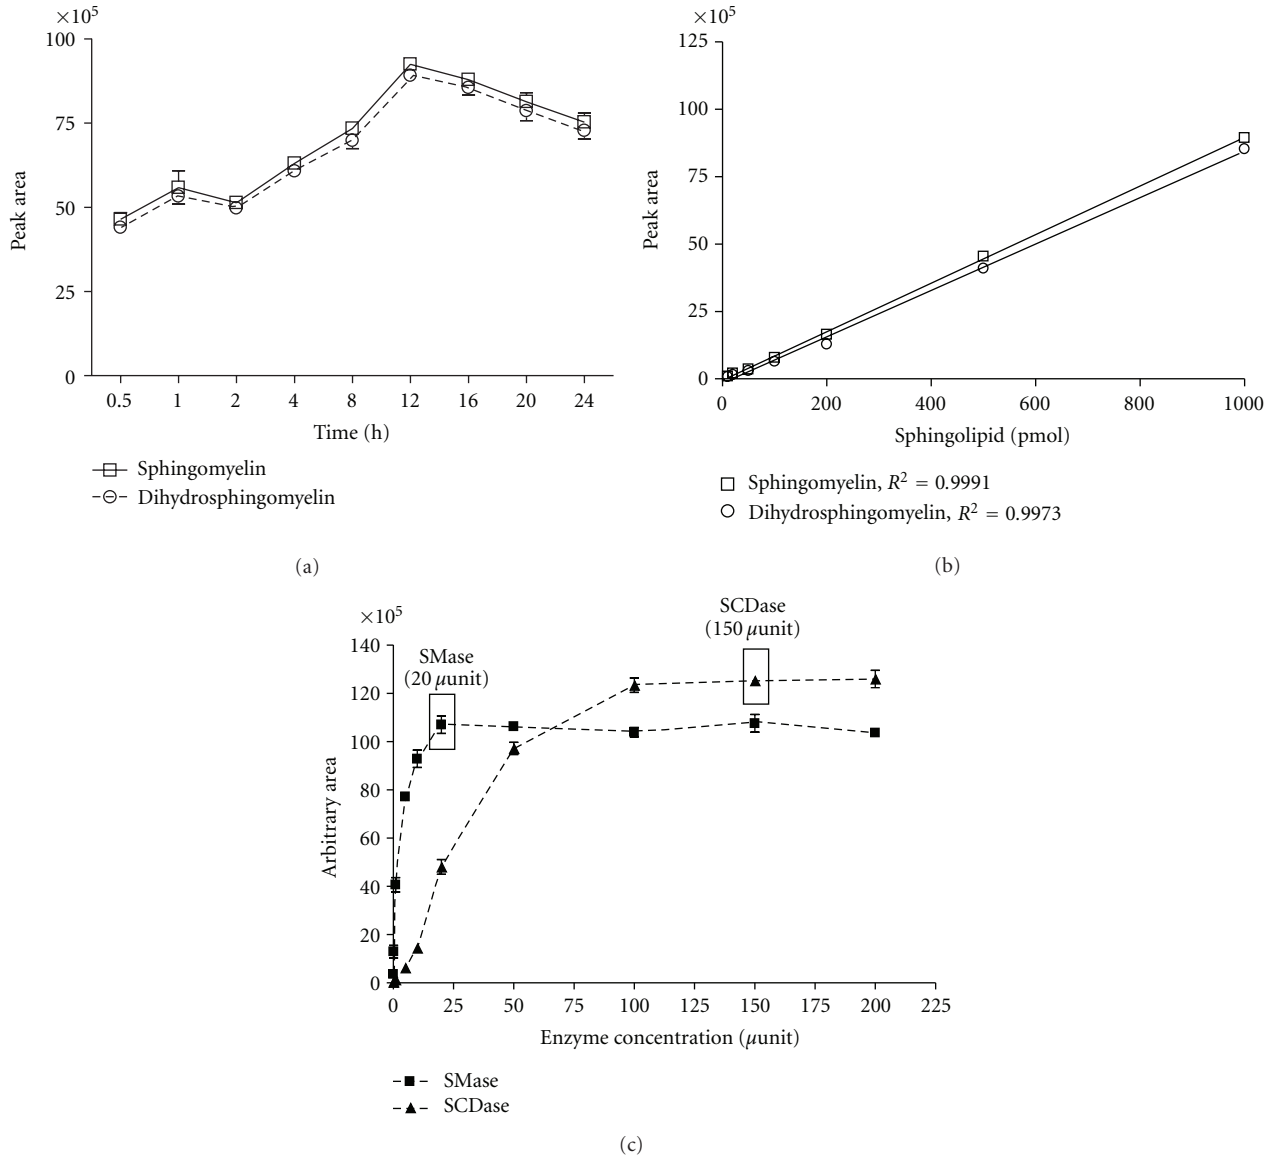 ×10⁵
100
75
50
25
0
Peak area
0.5 1 2 4 8 12 16 20 24
Time (h)
Sphingomyelin
Dihydrosphingomyelin
(a)
×10⁵
125
100
75
50
25
0
Peak area
0 200 400 600 800 1000
Sphingolipid (pmol)
Sphingomyelin, R² = 0.9991
Dihydrosphingomyelin, R² = 0.9973
(b)
×10⁵
140
120
100
80
60
40
20
0
Arbitrary area
SMase
(20 µunit)
SCDase
(150 µunit)
0 25 50 75 100 125 150 175 200 225
Enzyme concentration (µunit)
SMase
SCDase
(c)